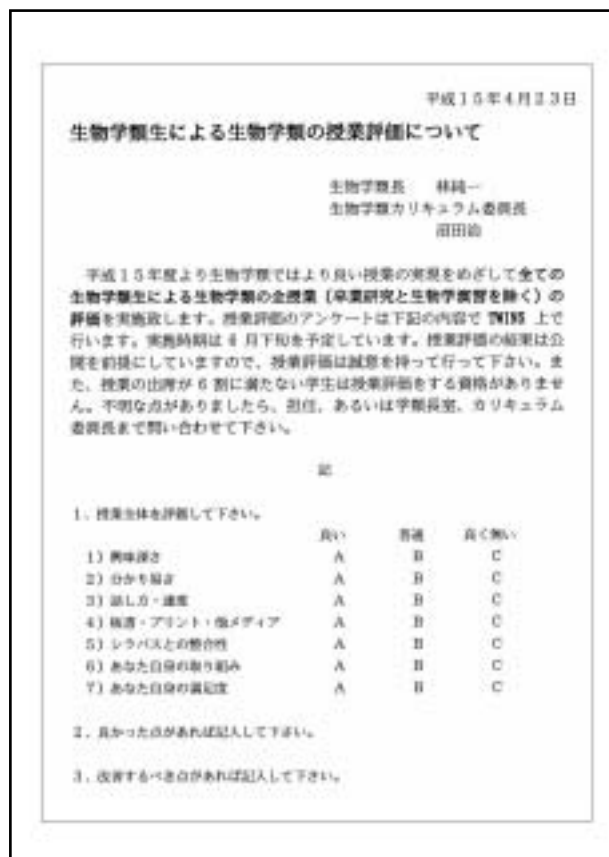 平成15年4月23日
生物学類生による生物学類の授業評価について
生物学類長 林純一
生物学類カリキュラム委員長
沼田治
平成15年度より生物学類ではより良い授業の実現をめざして全ての
生物学類生による生物学類の全授業(卒業研究と生物学演習を除く)の
評価を実施致します。授業評価のアンケートは下記の内容で TWINS 上で
行います。実施時期は 6 月下旬を予定しています。授業評価の結果は公
開を前提にしていますので、授業評価は誠意を持って行って下さい。ま
た、授業の出席が 6 割に満たない学生は授業評価をする資格がありませ
ん。不明な点がありましたら、担任、あるいは学類長室、カリキュラム
委員長まで問い合わせて下さい。
記
1.授業全体を評価して下さい。
良い 普通 良く無い
1)興味深さ A B C
2)分かり易さ A B C
3)話し方・速度 A B C
4)板書・プリント・他メディア A B C
5)シラバスとの整合性 A B C
6)あなた自身の取り組み A B C
7)あなた自身の満足度 A B C
2.良かった点があれば記入して下さい。
3.改善するべき点があれば記入して下さい。